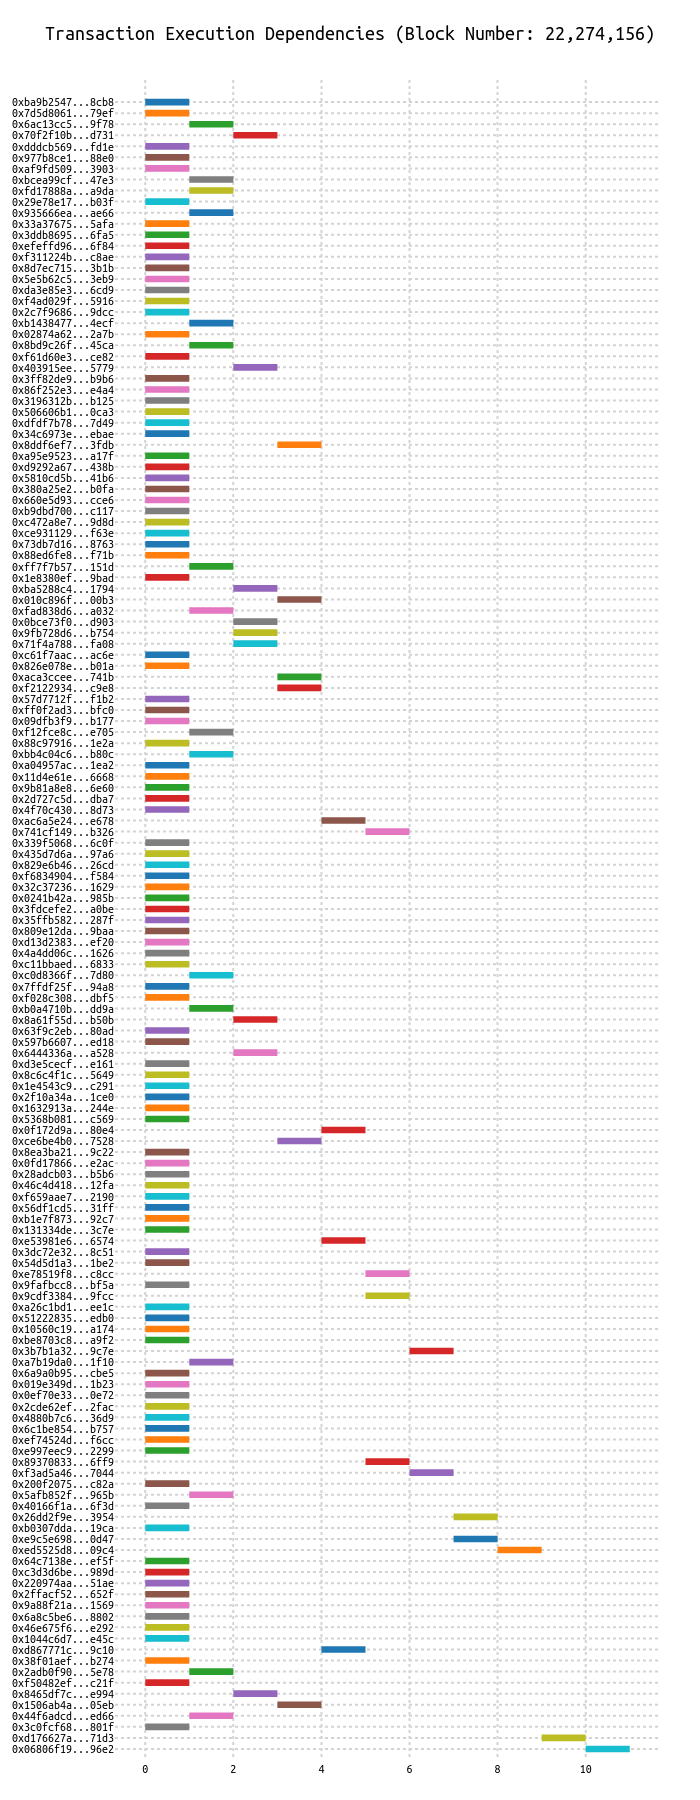 Transaction Execution Dependencies (Block Number: 22,274,156)
0xba9b2547...8cb8
0x7d5d8061...79ef
0x6ac13cc5...9f78
0x70f2f10b...d731
0xdddcb569...fd1e
0x977b8ce1...88e0
0xaf9fd509...3903
0xbcea99cf...47e3
0xfd17888a...a9da
0x29e78e17...b03f
0x935666ea...ae66
0x33a37675...5afa
0x3ddb8695...6fa5
0xefeffd96...6f84
0xf311224b...c8ae
0x8d7ec715...3b1b
0x5e5b62c5...3eb9
0xda3e85e3...6cd9
0xf4ad029f...5916
0x2c7f9686...9dcc
0xb1438477...4ecf
0x02874a62...2a7b
0x8bd9c26f...45ca
0xf61d60e3...ce82
0x403915ee...5779
0x3ff82de9...b9b6
0x86f252e3...e4a4
0x3196312b...b125
0x506606b1...0ca3
0xdfdf7b78...7d49
0x34c6973e...ebae
0x8ddf6ef7...3fdb
0xa95e9523...a17f
0xd9292a67...438b
0x5810cd5b...41b6
0x380a25e2...b0fa
0x660e5d93...cce6
0xb9dbd700...c117
0xc472a8e7...9d8d
0xce931129...f63e
0x73db7d16...8763
0x88ed6fe8...f71b
0xff7f7b57...151d
0x1e8380ef...9bad
0xba5288c4...1794
0x010c896f...00b3
0xfad838d6...a032
0x0bce73f0...d903
0x9fb728d6...b754
0x71f4a788...fa08
0xc61f7aac...ac6e
0x826e078e...b01a
0xaca3ccee...741b
0xf2122934...c9e8
0x57d7712f...f1b2
0xff0f2ad3...bfc0
0x09dfb3f9...b177
0xf12fce8c...e705
0x88c97916...1e2a
0xbb4c04c6...b80c
0xa04957ac...1ea2
0x11d4e61e...6668
0x9b81a8e8...6e60
0x2d727c5d...dba7
0x4f70c430...8d73
0xac6a5e24...e678
0x741cf149...b326
0x339f5068...6c0f
0x435d7d6a...97a6
0x829e6b46...26cd
0xf6834904...f584
0x32c37236...1629
0x0241b42a...985b
0x3fdcefe2...a0be
0x35ffb582...287f
0x809e12da...9baa
0xd13d2383...ef20
0x4a4dd06c...1626
0xc11bbaed...6833
0xc0d8366f...7d80
0x7ffdf25f...94a8
0xf028c308...dbf5
0xb0a4710b...dd9a
0x8a61f55d...b50b
0x63f9c2eb...80ad
0x597b6607...ed18
0x6444336a...a528
0xd3e5cecf...e161
0x8c6c4f1c...5649
0x1e4543c9...c291
0x2f10a34a...1ce0
0x1632913a...244e
0x5368b081...c569
0x0f172d9a...80e4
0xce6be4b0...7528
0x8ea3ba21...9c22
0x0fd17866...e2ac
0x28adcb03...b5b6
0x46c4d418...12fa
0xf659aae7...2190
0x56df1cd5...31ff
0xb1e7f873...92c7
0x131334de...3c7e
0xe53981e6...6574
0x3dc72e32...8c51
0x54d5d1a3...1be2
0xe78519f8...c8cc
0x9fafbcc8...bf5a
0x9cdf3384...9fcc
0xa26c1bd1...ee1c
0x51222835...edb0
0x10560c19...a174
0xbe8703c8...a9f2
0x3b7b1a32...9c7e
0xa7b19da0...1f10
0x6a9a0b95...cbe5
0x019e349d...1b23
0x0ef70e33...0e72
0x2cde62ef...2fac
0x4880b7c6...36d9
0x6c1be854...b757
0xef74524d...f6cc
0xe997eec9...2299
0x89370833...6ff9
0xf3ad5a46...7044
0x200f2075...c82a
0x5afb852f...965b
0x40166f1a...6f3d
0x26dd2f9e...3954
0xb0307dda...19ca
0xe9c5e698...0d47
0xed5525d8...09c4
0x64c7138e...ef5f
0xc3d3d6be...989d
0x220974aa...51ae
0x2ffacf52...652f
0x9a88f21a...1569
0x6a8c5be6...8802
0x46e675f6...e292
0x1044c6d7...e45c
0xd867771c...9c10
0x38f01aef...b274
0x2adb0f90...5e78
0xf50482ef...c21f
0x8465df7c...e994
0x1506ab4a...05eb
0x44f6adcd...ed66
0x3c0fcf68...801f
0xd176627a...71d3
0x06806f19...96e2
0 2 4 6 8 10